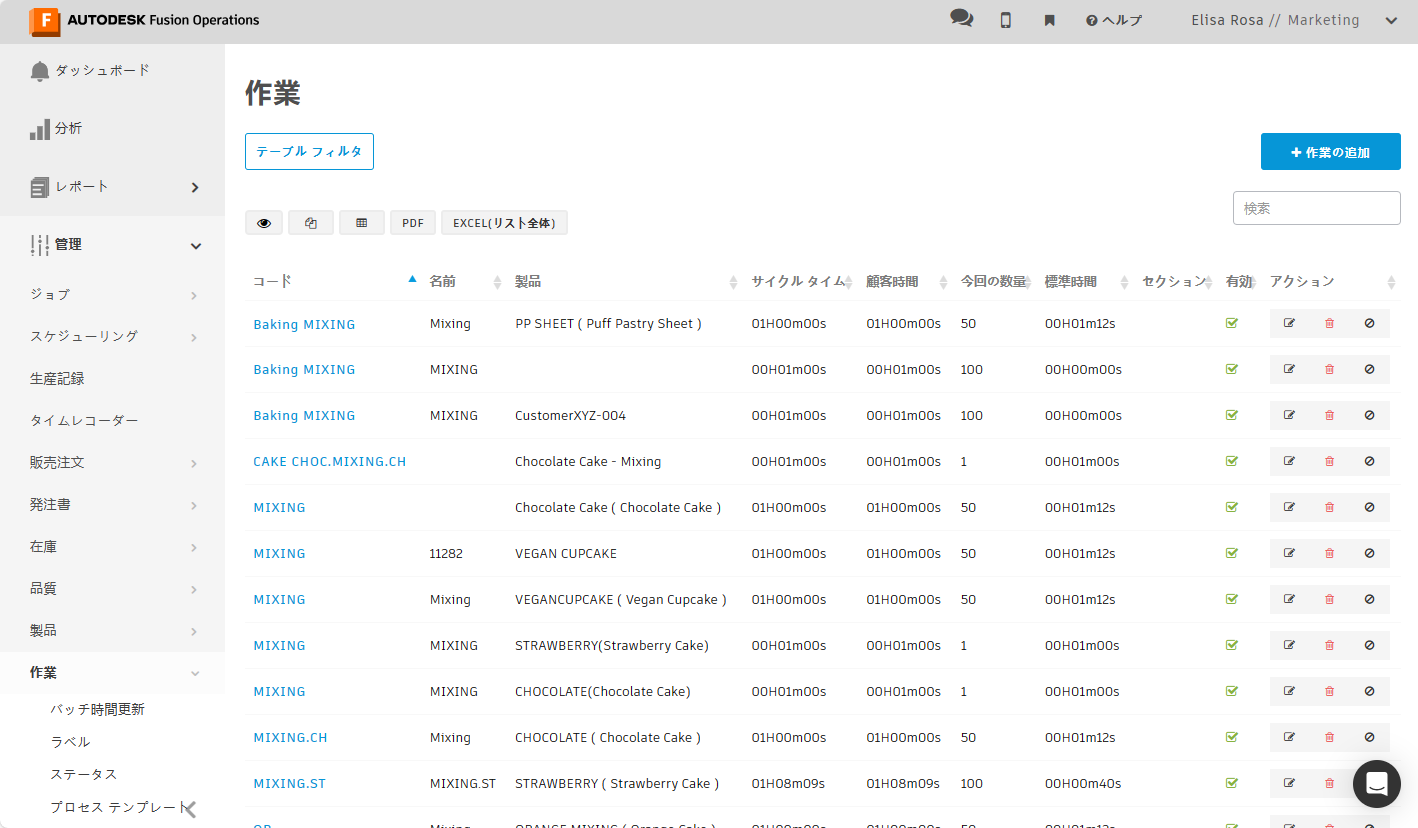 F AUTODESK Fusion Operations
ヘルプ
Elisa Rosa // Marketing
ダッシュボード
分析
レポート
管理
ジョブ
スケジューリング
生産記録
タイムレコーダー
販売注文
発注書
在庫
品質
製品
作業
バッチ時間更新
ラベル
ステータス
プロセス テンプレート
作業
テーブル フィルタ
+ 作業の追加
検索
PDF EXCEL(リスト全体)
コード 名前 製品 サイクル タイム 顧客時間 今回の数量 標準時間 セクション 有効 アクション
Baking MIXING Mixing PP SHEET ( Puff Pastry Sheet ) 01H00m00s 01H00m00s 50 00H01m12s
Baking MIXING MIXING 00H01m00s 00H01m00s 100 00H00m00s
Baking MIXING MIXING CustomerXYZ-004 00H01m00s 00H01m00s 100 00H00m00s
CAKE CHOC.MIXING.CH Chocolate Cake - Mixing 00H01m00s 00H01m00s 1 00H01m00s
MIXING Chocolate Cake ( Chocolate Cake ) 01H00m00s 01H00m00s 50 00H01m12s
MIXING 11282 VEGAN CUPCAKE 01H00m00s 01H00m00s 50 00H01m12s
MIXING Mixing VEGANCUPCAKE ( Vegan Cupcake ) 01H00m00s 01H00m00s 50 00H01m12s
MIXING MIXING STRAWBERRY(Strawberry Cake) 00H01m00s 00H01m00s 1 00H01m00s
MIXING MIXING CHOCOLATE(Chocolate Cake) 00H01m00s 00H01m00s 1 00H01m00s
MIXING.CH Mixing CHOCOLATE ( Chocolate Cake ) 01H00m00s 01H00m00s 50 00H01m12s
MIXING.ST MIXING.ST STRAWBERRY ( Strawberry Cake ) 01H08m09s 01H08m09s 100 00H00m40s
Mixing ORANGE MIXING ( Orange Cake ) 01H00m00s 01H00m00s 50 00H01m12s